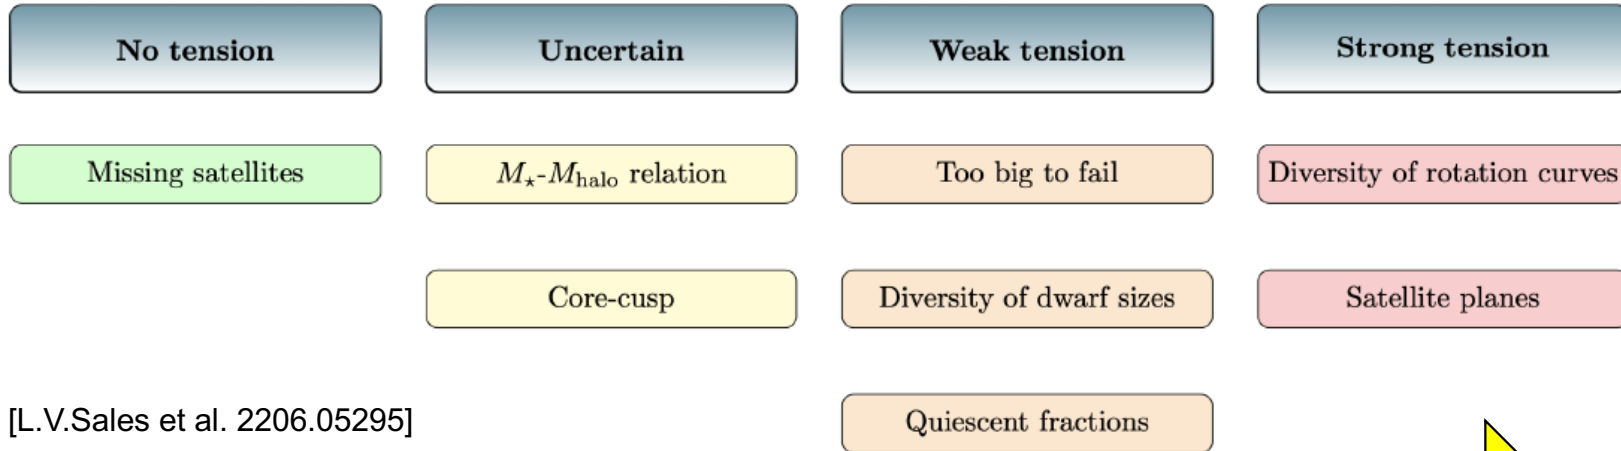 No tension
Uncertain
Weak tension
Strong tension
Missing satellites
M⋆-Mhalo relation
Too big to fail
Diversity of rotation curves
Core-cusp
Diversity of dwarf sizes
Satellite planes
Quiescent fractions
[L.V.Sales et al. 2206.05295]